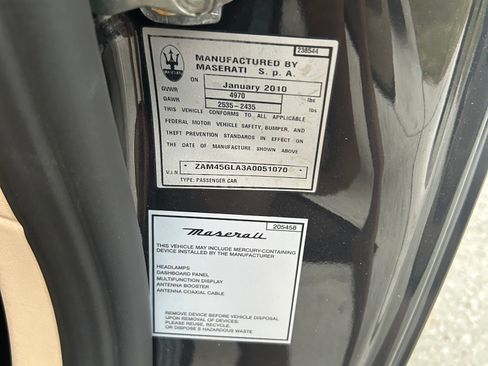 238544
MANUFACTURED BY
MASERATI S. p. A.
MASERATI
ON January 2010
GVWR 4970 lbs
GAWR 2535-2435 lbs
THIS VEHICLE CONFORMS TO ALL APPLICABLE
FEDERAL MOTOR VEHICLE SAFETY, BUMPER, AND
THEFT PREVENTION STANDARDS IN EFFECT ON
THE DATE OF MANUFACTURE SHOWN ABOVE
V.I.N. ZAM45GLA3A0051070
TYPE: PASSENGER CAR
205458
Maserati
THIS VEHICLE MAY INCLUDE MERCURY-CONTAINING
DEVICE INSTALLED BY THE MANUFACTURER
HEADLAMPS
DASHBOARD PANEL
MULTIFUNCTION DISPLAY
ANTENNA BOOSTER
ANTENNA COAXIAL CABLE
REMOVE DEVICE BEFORE VEHICLE DISPOSAL
UPON REMOVAL OF DEVICES,
PLEASE REUSE, RECYCLE,
OR DISPOSE S HAZARDOUS WASTE